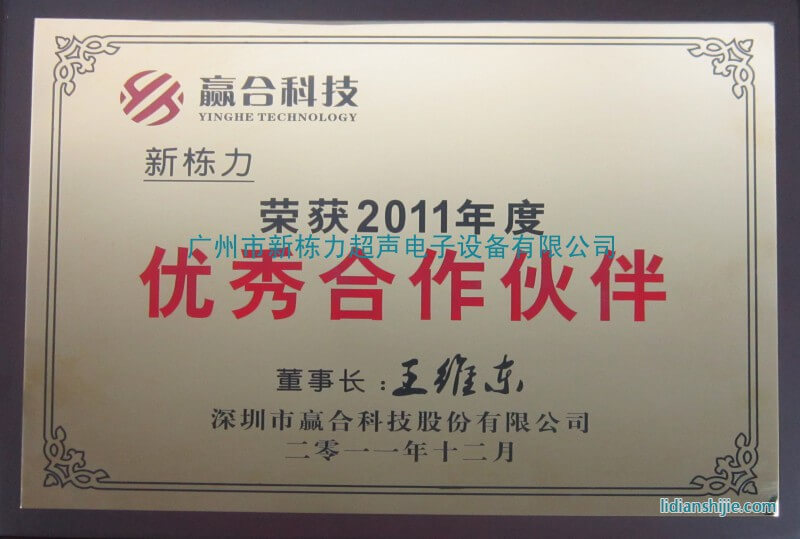 赢合科技
YINGHE TECHNOLOGY
新栋力
荣获2011年度
广州市新栋力超声电子设备有限公司
优秀合作伙伴
董事长：王维东
深圳市赢合科技股份有限公司
二零一一年十二月
lidianshijie.com